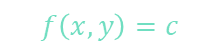 f(x, y) = c